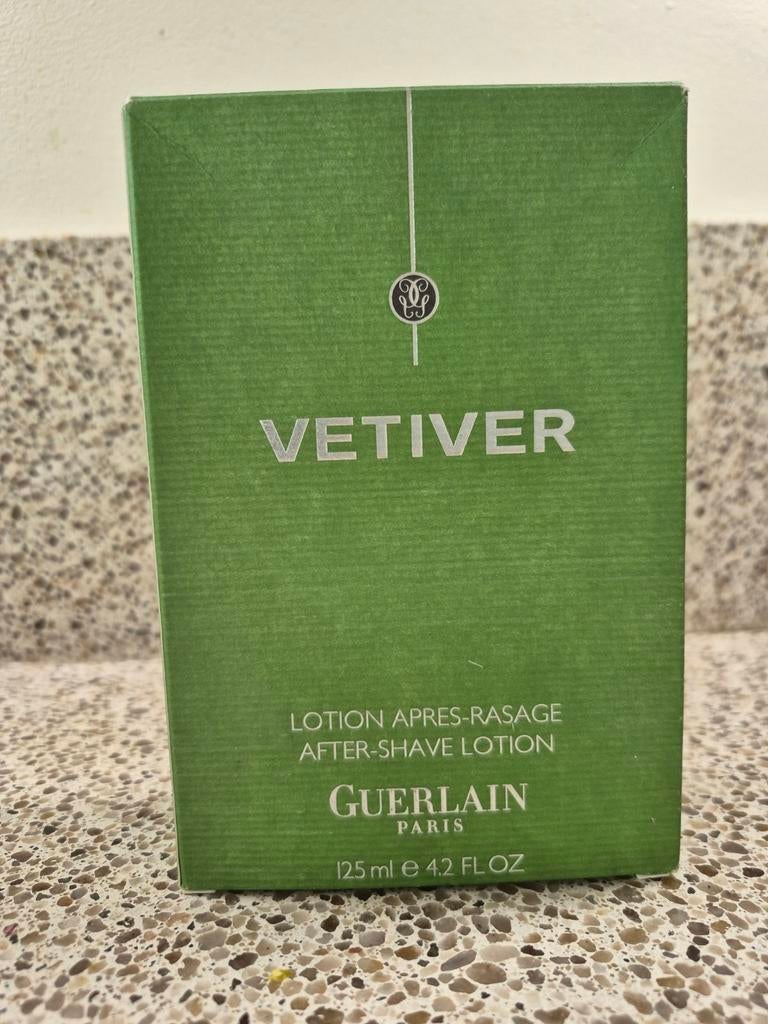 VETIVER
LOTION APRES-RASAGE
AFTER-SHAVE LOTION
GUERLAIN
PARIS
125 ml ℮ 4.2 FL OZ